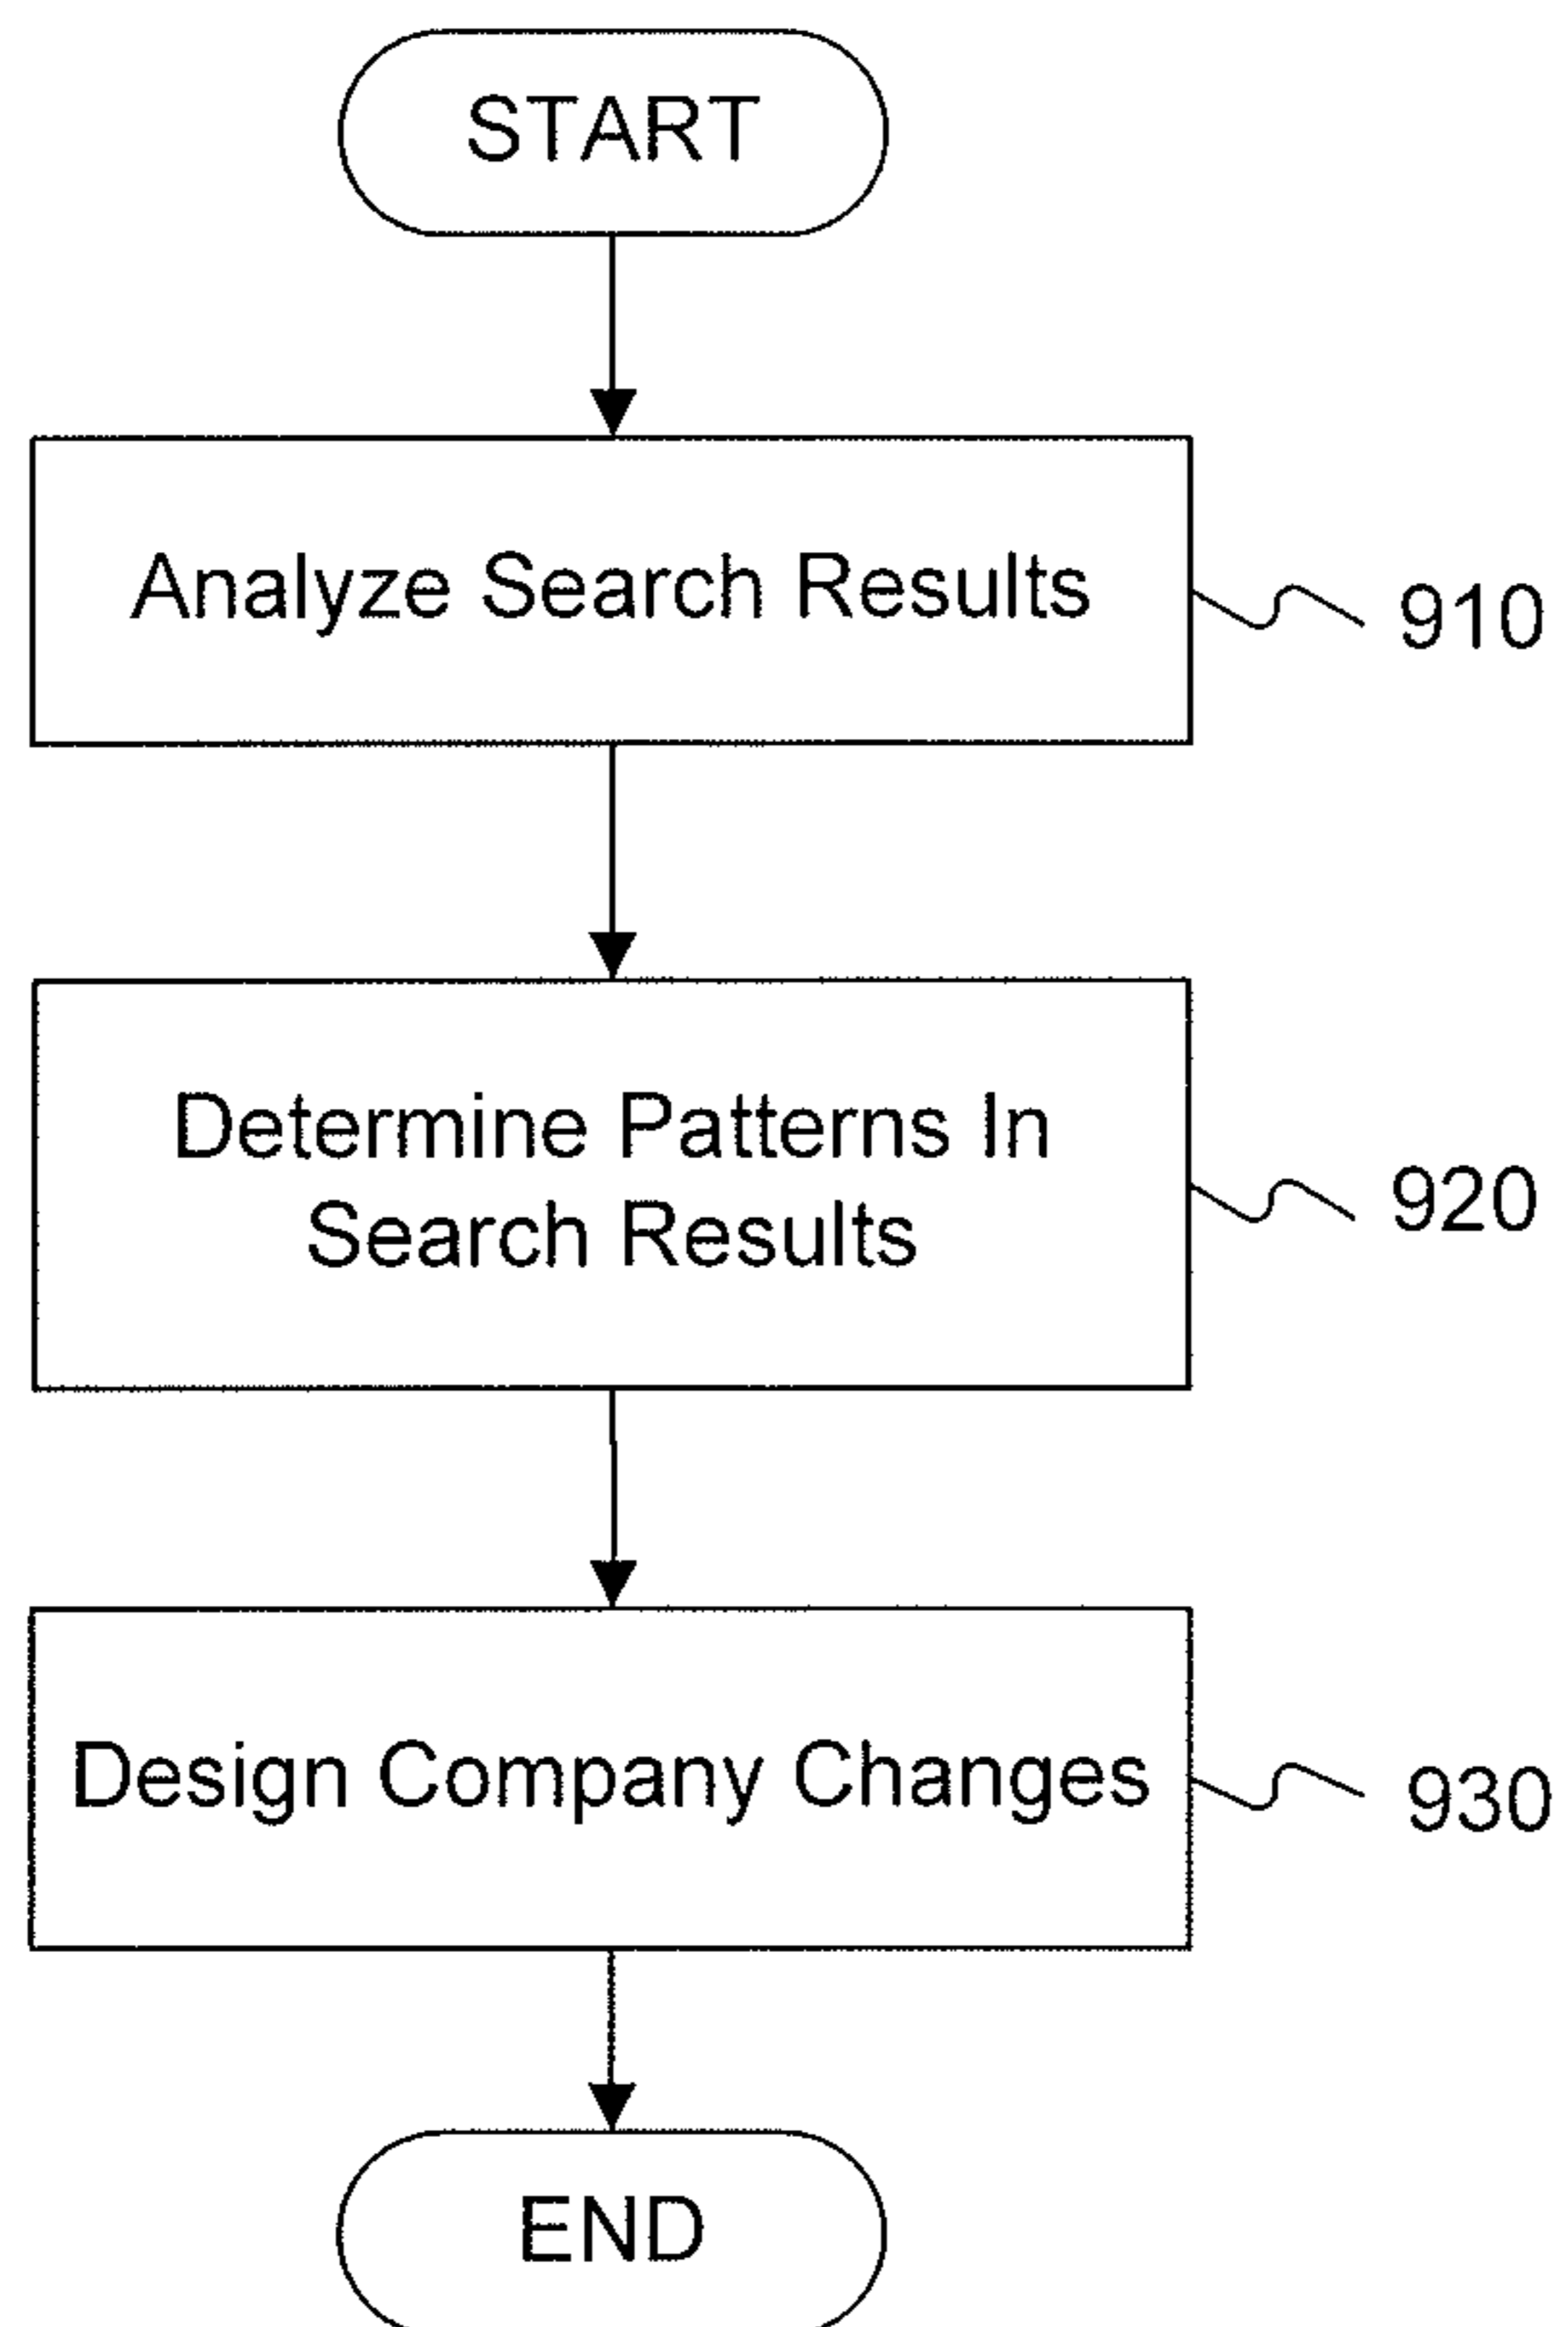 START
Analyze Search Results
910
Determine Patterns In
Search Results
920
Design Company Changes
930
END